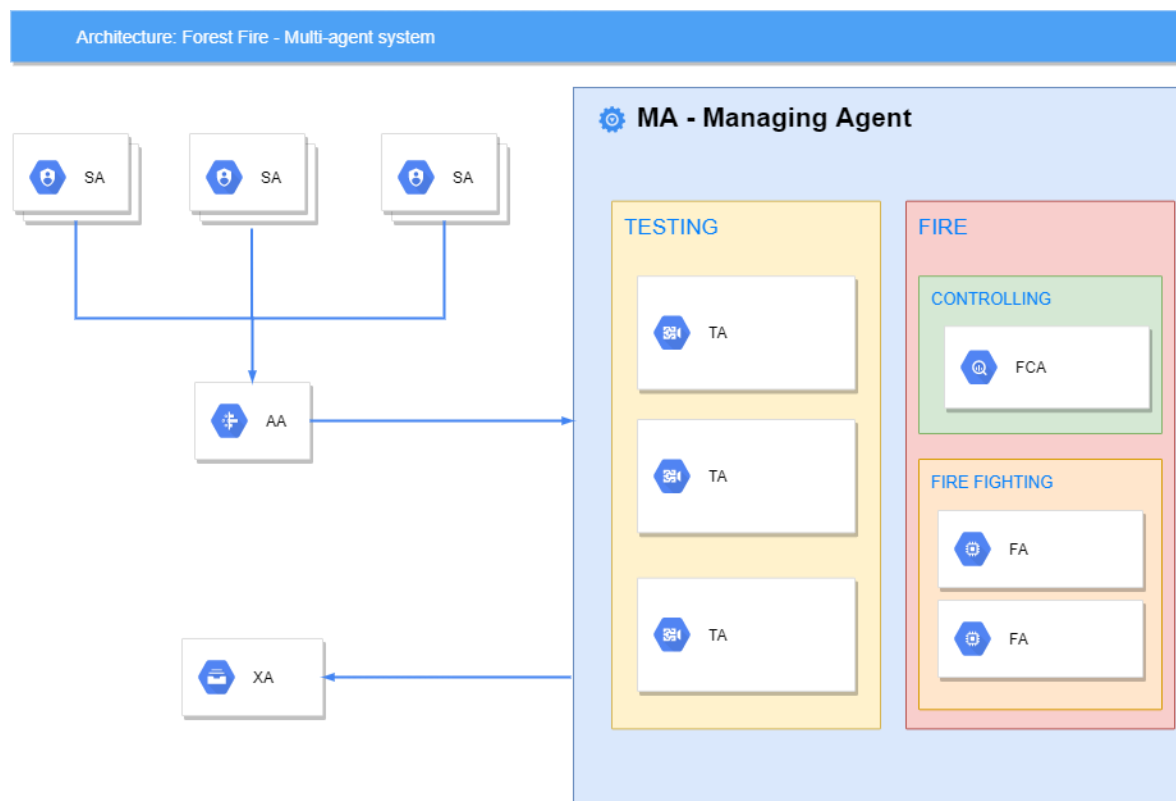 Architecture: Forest Fire - Multi-agent system
MA - Managing Agent
SA
SA
SA
TESTING
FIRE
CONTROLLING
TA
FCA
AA
TA
FIRE FIGHTING
FA
TA
FA
XA